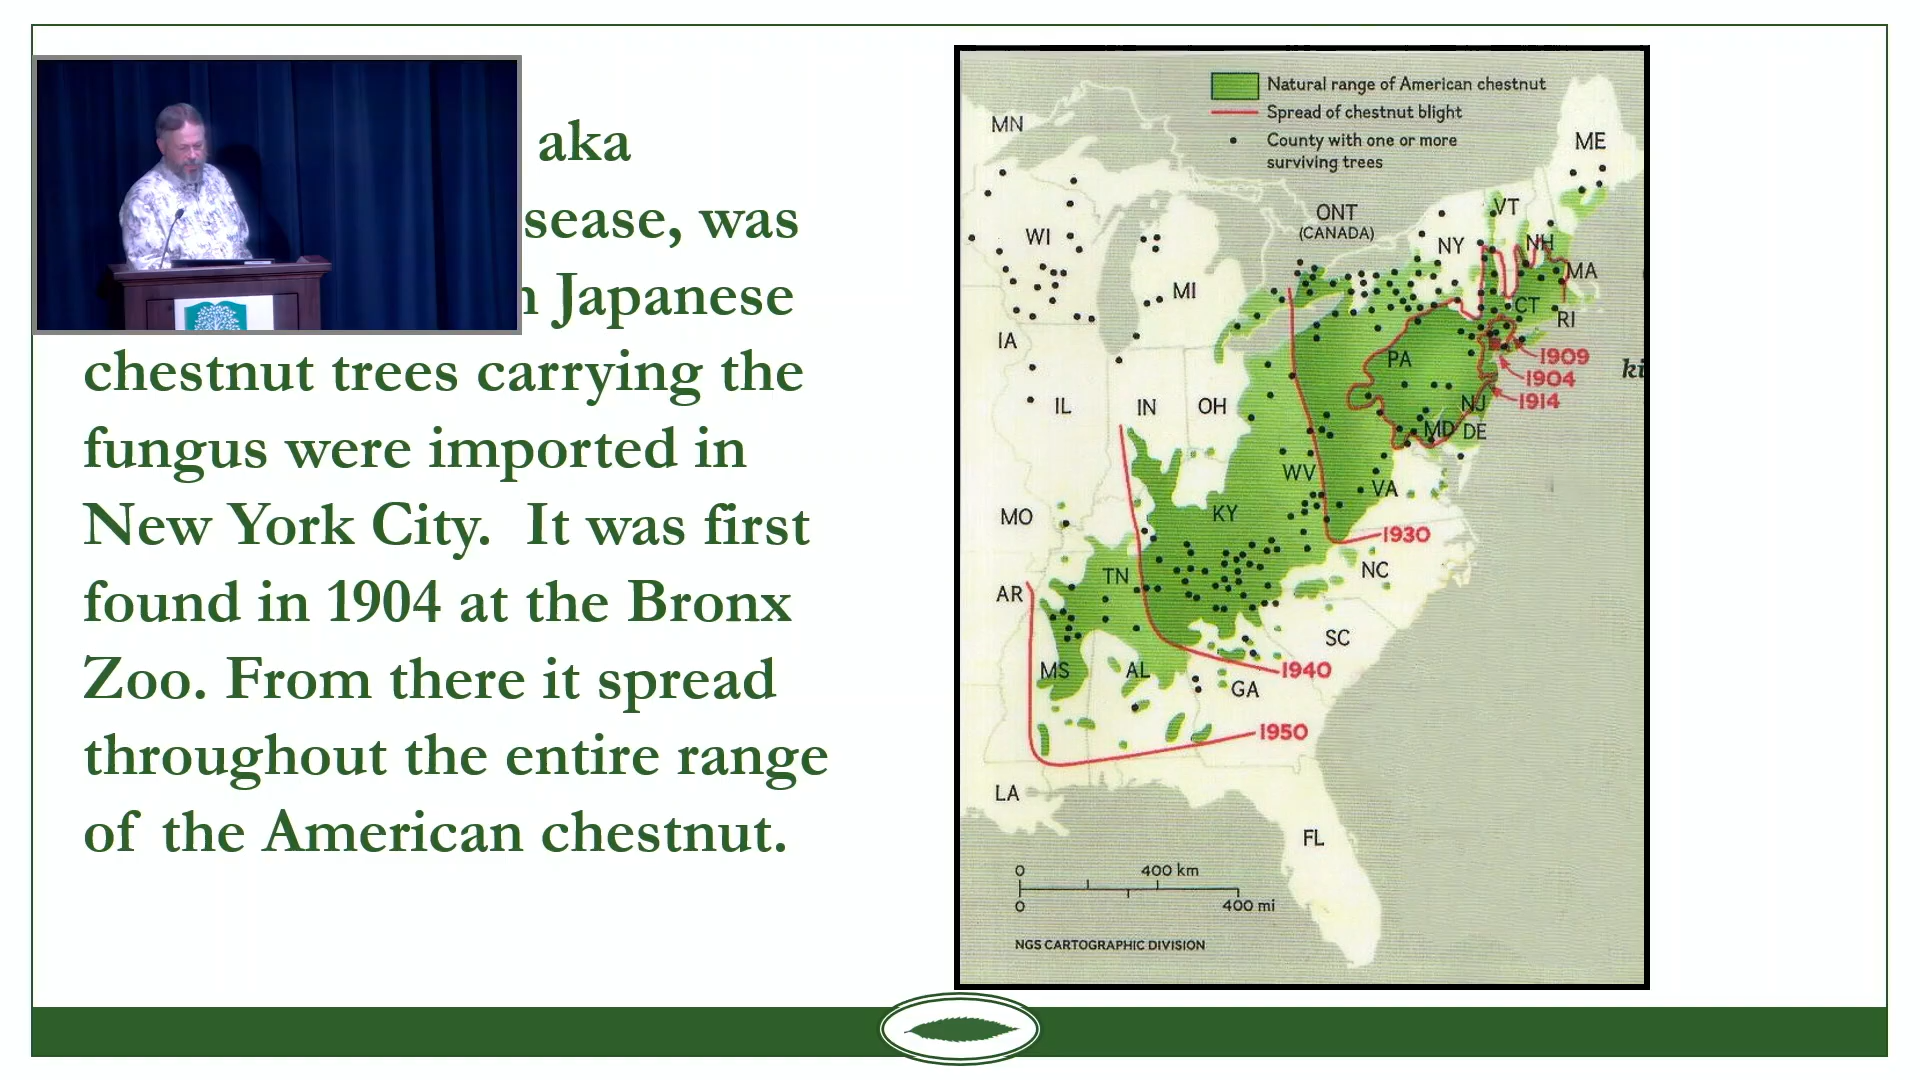 aka
sease, was
n Japanese
chestnut trees carrying the
fungus were imported in
New York City. It was first
found in 1904 at the Bronx
Zoo. From there it spread
throughout the entire range
of the American chestnut.
Natural range of American chestnut
Spread of chestnut blight
County with one or more
surviving trees
MN
ME
ONT
(CANADA)
VT
WI
NY
NH
MA
MI
CT
RI
IA
PA
1909
ki
1904
1914
IL
IN
OH
NJ
MD
DE
WV
VA
KY
MO
1930
NC
TN
AR
SC
MS
AL
1940
GA
1950
LA
FL
0
400 km
0
400 mi
NGS CARTOGRAPHIC DIVISION